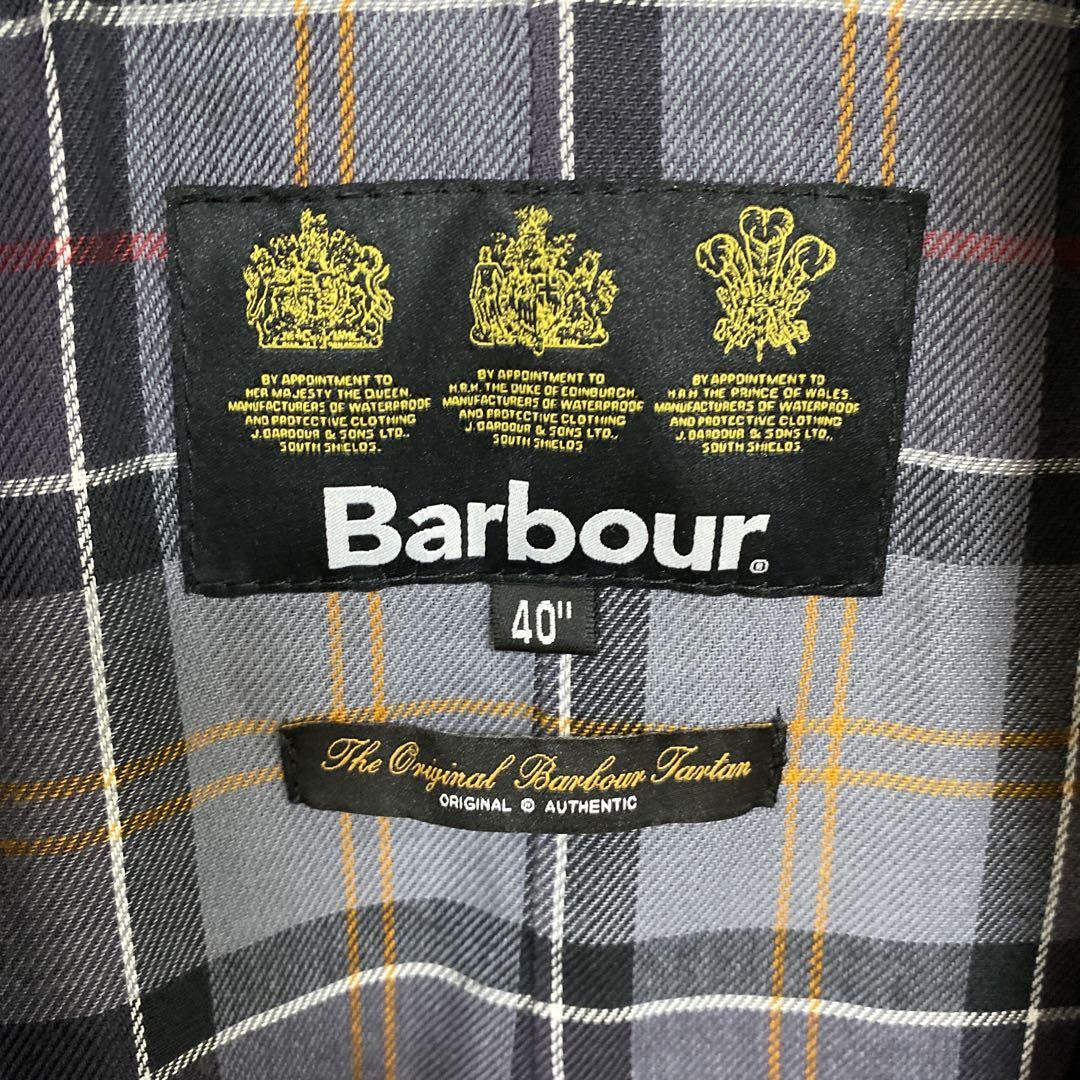 BY APPOINTMENT TO
HER MAJESTY THE QUEEN,
MANUFACTURERS OF WATERPROOF
AND PROTECTIVE CLOTHING
J. BARBOUR & SONS LTD.,
SOUTH SHIELDS.
BY APPOINTMENT TO
H.R.H. THE DUKE OF EDINBURGH,
MANUFACTURERS OF WATERPROOF
AND PROTECTIVE CLOTHING
J. BARBOUR & SONS LTD.,
SOUTH SHIELDS.
BY APPOINTMENT TO
H.R.H. THE PRINCE OF WALES
MANUFACTURERS OF WATERPROOF
AND PROTECTIVE CLOTHING
J. BARBOUR & SONS LTD.,
SOUTH SHIELDS.
Barbour®
40"
The Original Barbour Tartan
ORIGINAL ® AUTHENTIC